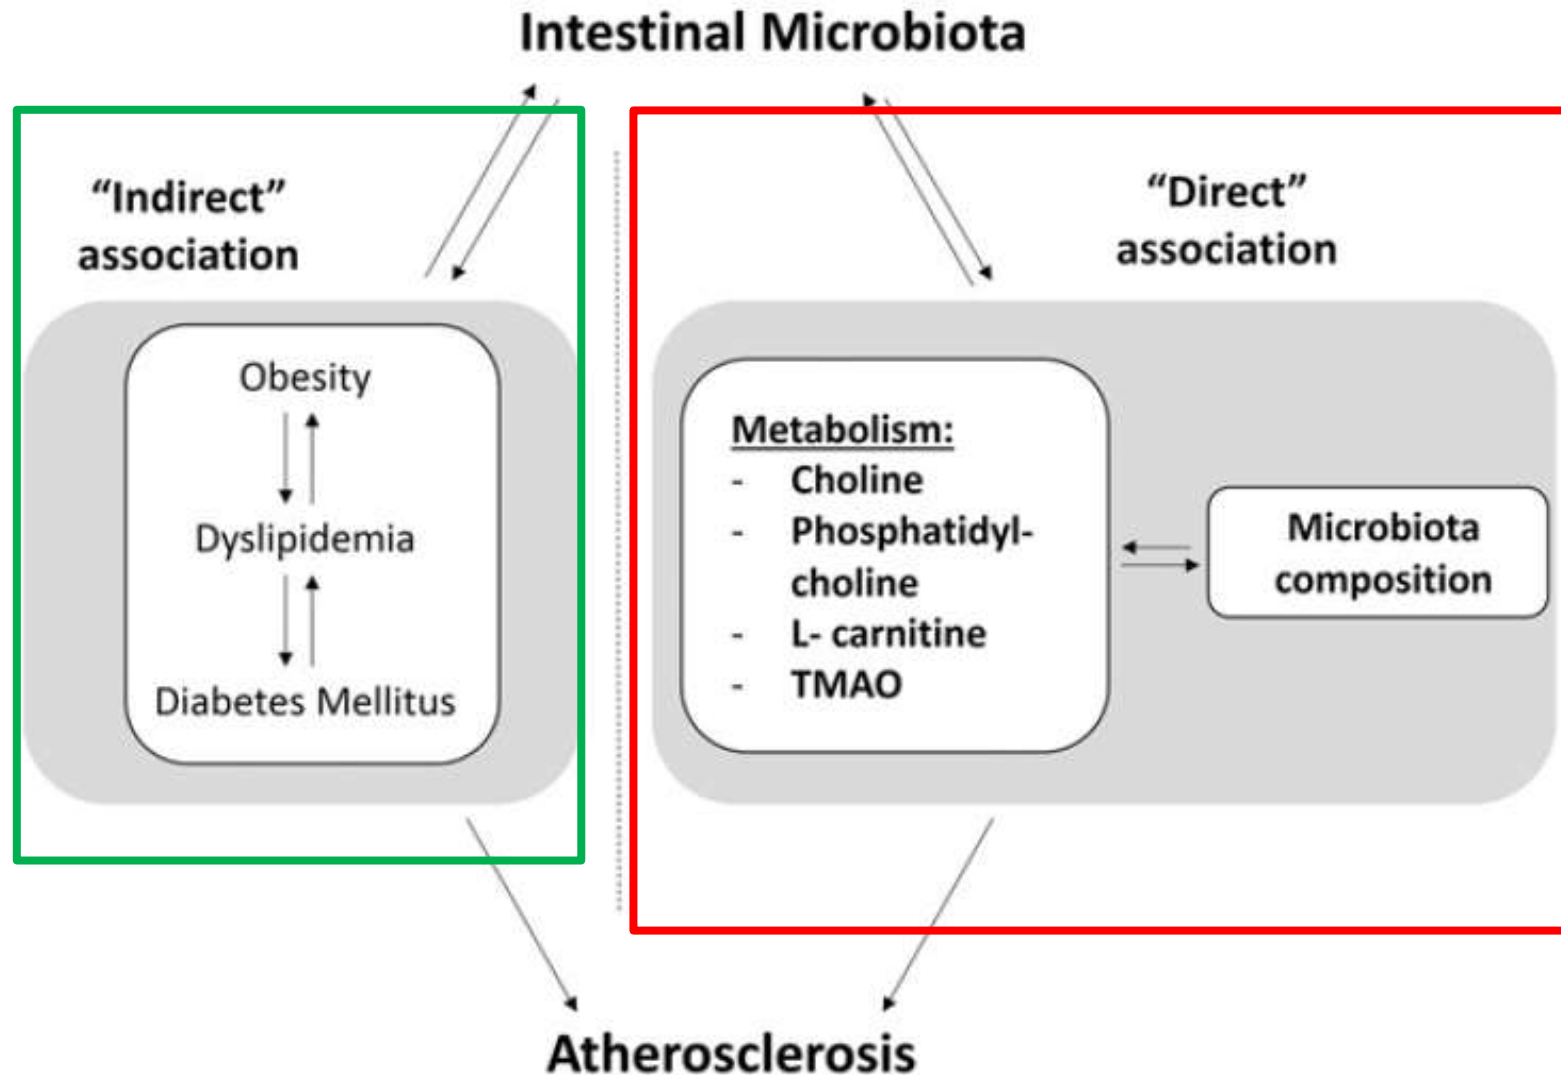 Intestinal Microbiota
“Indirect”
association
Obesity
Dyslipidemia
Diabetes Mellitus
“Direct”
association
Metabolism:
- Choline
- Phosphatidyl-
choline
- L- carnitine
- TMAO
Microbiota
composition
Atherosclerosis